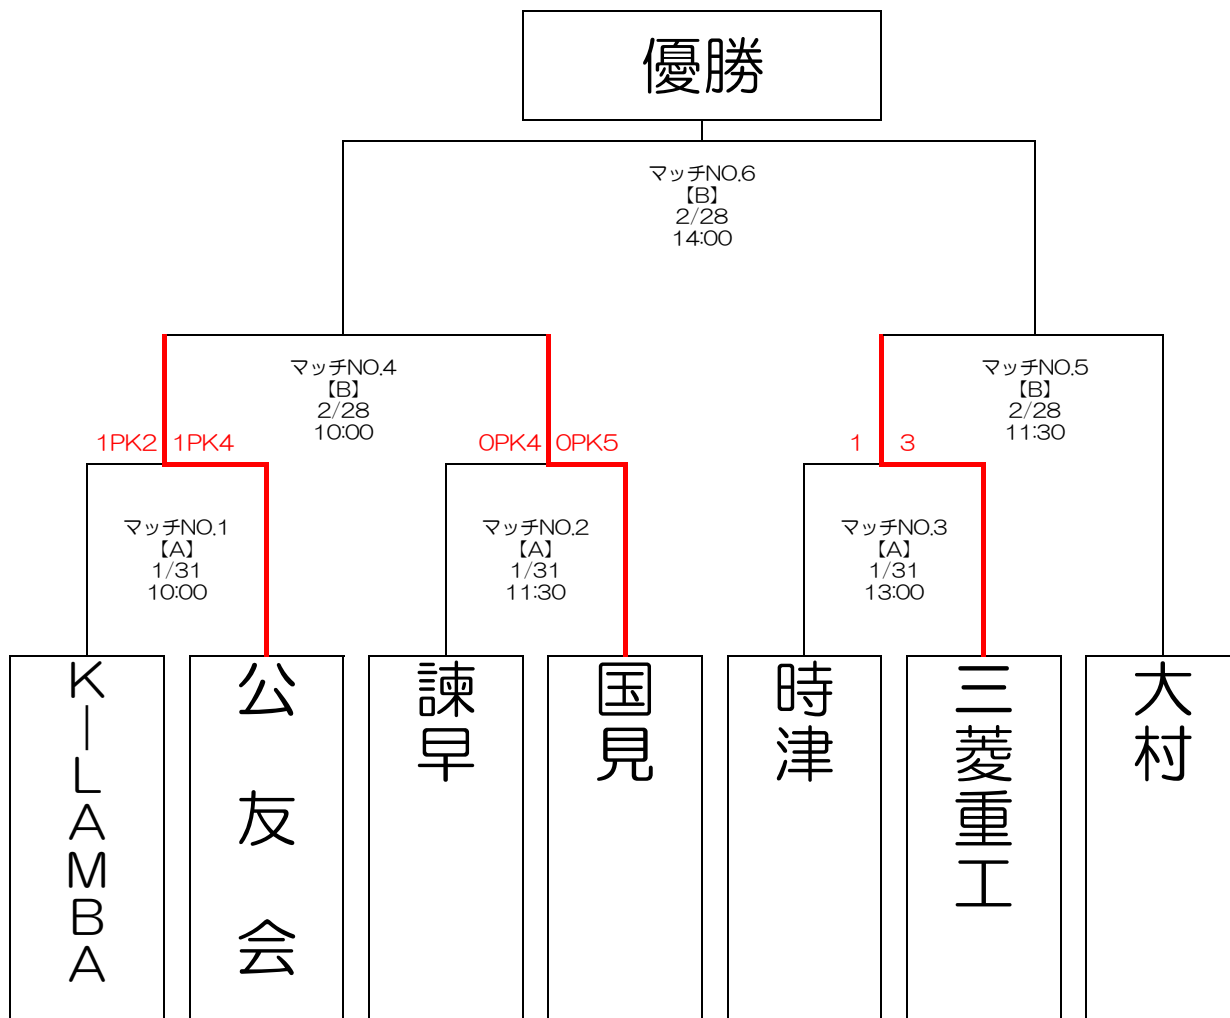 優勝
マッチNO.6
【B】
2/28
14:00
マッチNO.4
【B】
2/28
10:00
マッチNO.5
【B】
2/28
11:30
1PK2 1PK4
0PK4 0PK5
1 3
マッチNO.1
【A】
1/31
10:00
マッチNO.2
【A】
1/31
11:30
マッチNO.3
【A】
1/31
13:00
KILAMBA
公友会
諫早
国見
時津
三菱重工
大村